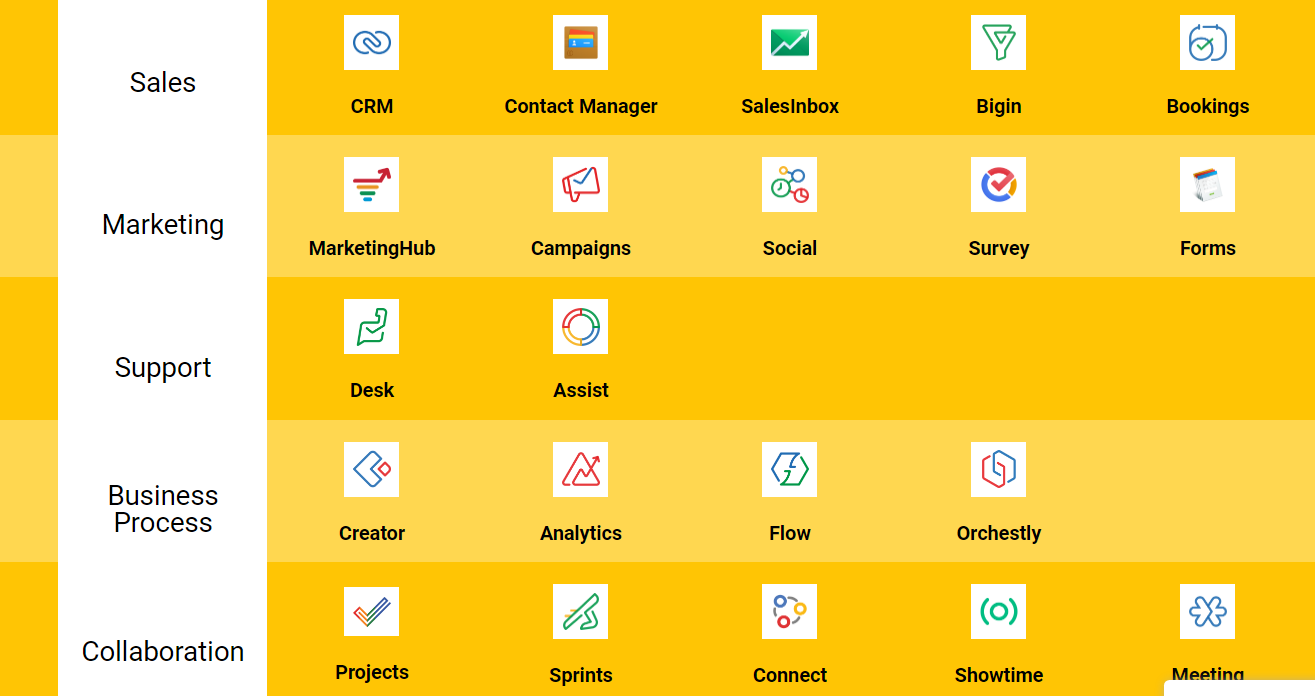 Sales
CRM
Contact Manager
SalesInbox
Bigin
Bookings
Marketing
MarketingHub
Campaigns
Social
Survey
Forms
Support
Desk
Assist
Business
Process
Creator
Analytics
Flow
Orchestly
Collaboration
Projects
Sprints
Connect
Showtime
Meeting